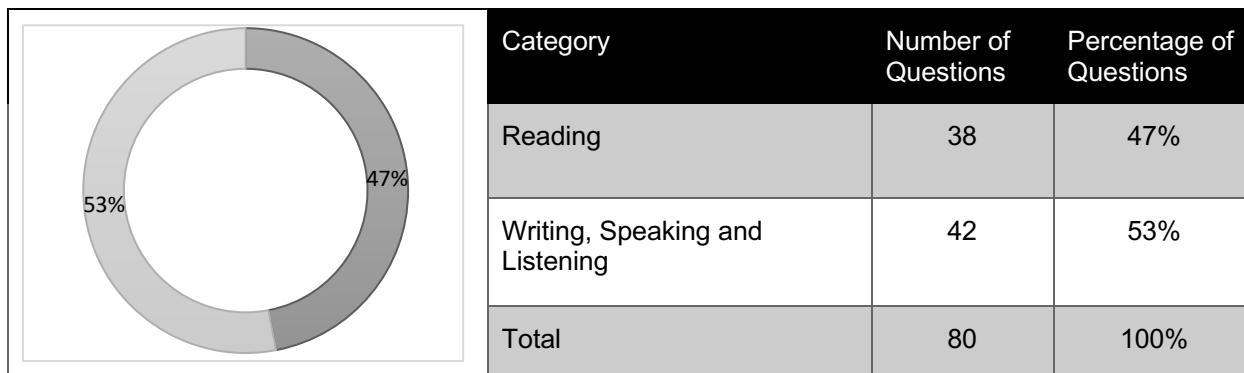 53%
47%
Category
Number of
Questions
Percentage of
Questions
Reading
38
47%
Writing, Speaking and
Listening
42
53%
Total
80
100%